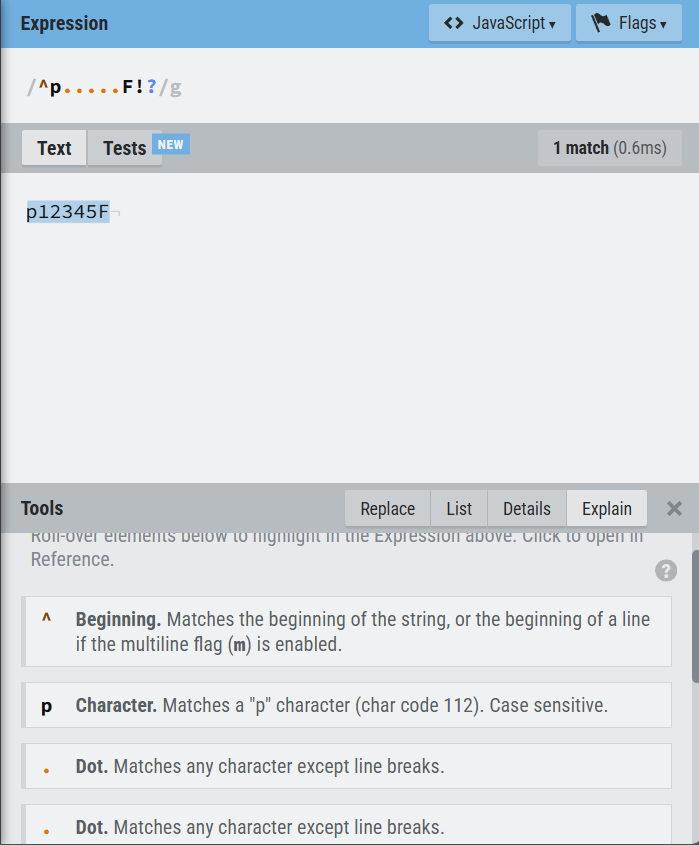 Expression
<> JavaScript ▾
Flags ▾
/^p.....F!?/g
Text
Tests NEW
1 match (0.6ms)
p12345F¬
Tools
Replace
List
Details
Explain
×
Roll-over elements below to highlight in the Expression above. Click to open in
Reference.
?
^ Beginning. Matches the beginning of the string, or the beginning of a line
if the multiline flag (m) is enabled.
p Character. Matches a "p" character (char code 112). Case sensitive.
. Dot. Matches any character except line breaks.
. Dot. Matches any character except line breaks.